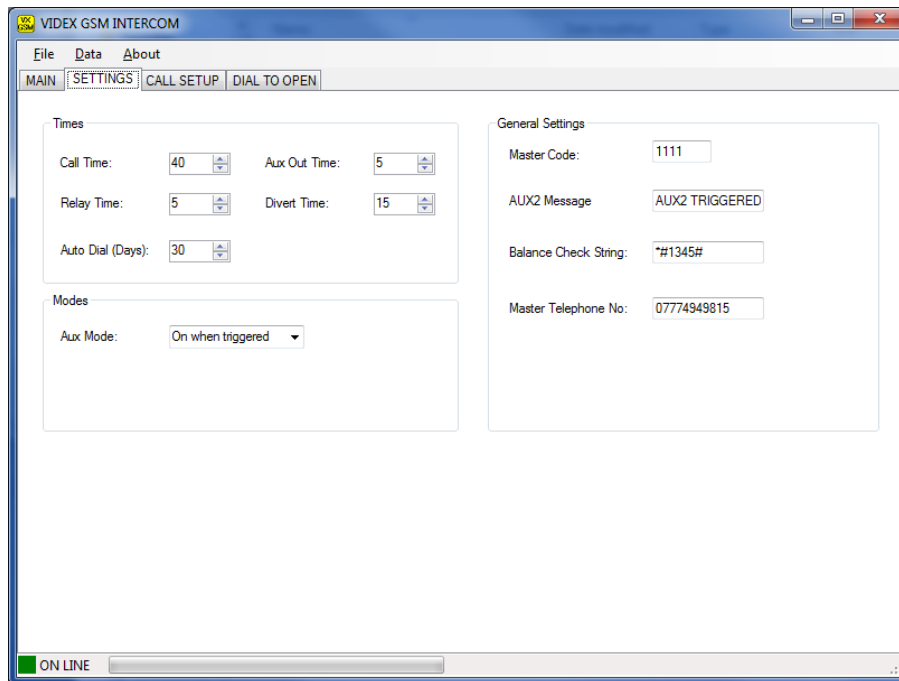 VX GSM VIDEX GSM INTERCOM
File Data About
MAIN SETTINGS CALL SETUP DIAL TO OPEN
Times
Call Time: 40 Aux Out Time: 5
Relay Time: 5 Divert Time: 15
Auto Dial (Days): 30
Modes
Aux Mode: On when triggered
General Settings
Master Code: 1111
AUX2 Message AUX2 TRIGGERED
Balance Check String: *#1345#
Master Telephone No: 07774949815
ON LINE